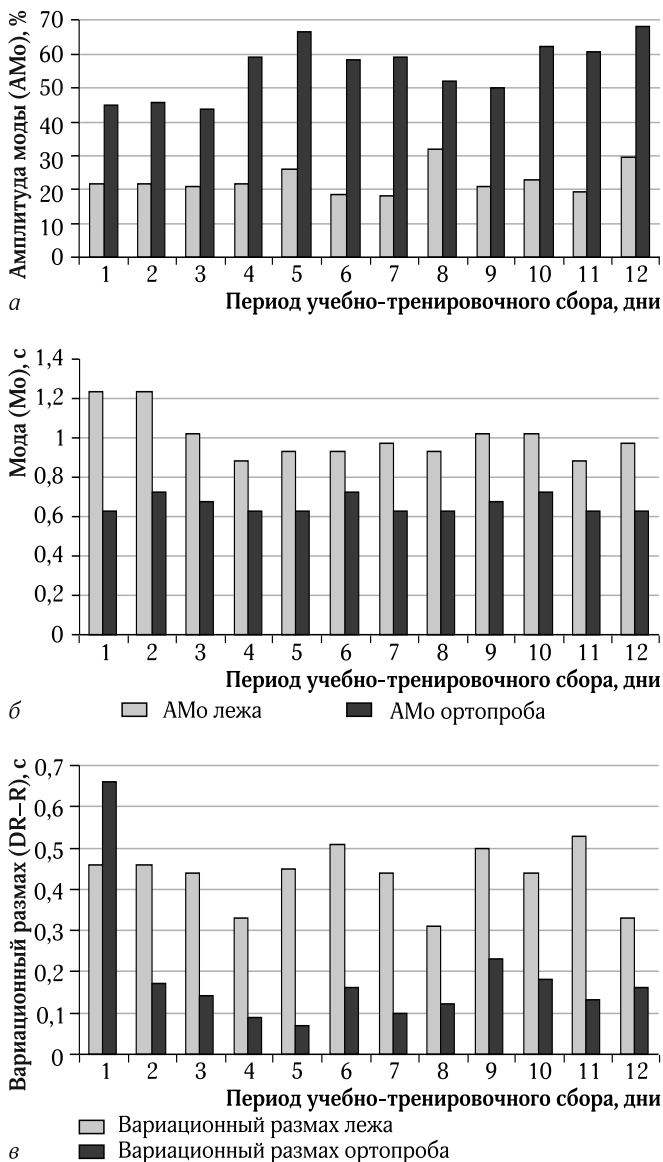 Амплитуда моды (АМо), %
70
60
50
40
30
20
10
0
1 2 3 4 5 6 7 8 9 10 11 12
а Период учебно-тренировочного сбора, дни
Мода (Мо), с
1,4
1,2
1
0,8
0,6
0,4
0,2
0
1 2 3 4 5 6 7 8 9 10 11 12
Период учебно-тренировочного сбора, дни
б АМо лежа АМо ортопроба
Вариационный размах (DR–R), с
0,7
0,6
0,5
0,4
0,3
0,2
0,1
0
1 2 3 4 5 6 7 8 9 10 11 12
Период учебно-тренировочного сбора, дни
Вариационный размах лежа
в Вариационный размах ортопроба